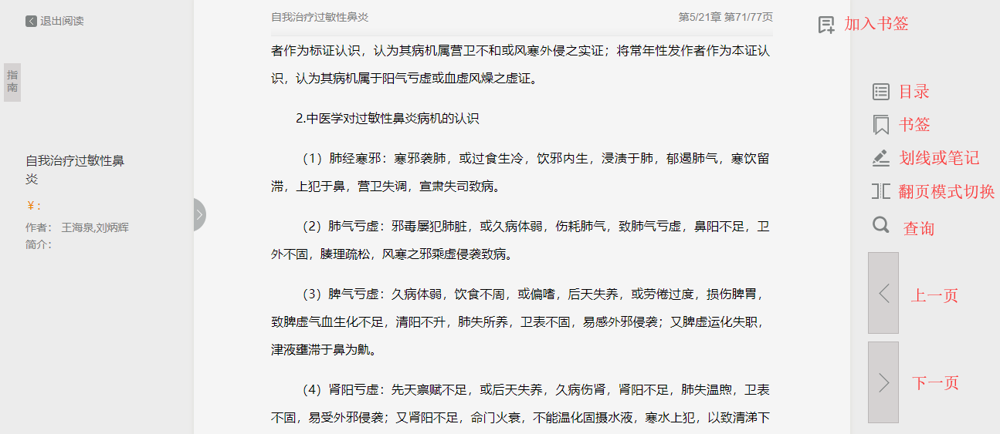 退出阅读
指
南
自我治疗过敏性鼻
炎
￥:
作者： 王海泉,刘炳辉
简介:
自我治疗过敏性鼻炎 第5/21章 第71/77页
者作为标证认识，认为其病机属营卫不和或风寒外侵之实证；将常年性发作者作为本证认
识，认为其病机属于阳气亏虚或血虚风燥之虚证。
2.中医学对过敏性鼻炎病机的认识
（1）肺经寒邪：寒邪袭肺，或过食生冷，饮邪内生，浸渍于肺，郁遏肺气，寒饮留
滞，上犯于鼻，营卫失调，宣肃失司致病。
（2）肺气亏虚：邪毒屡犯肺脏，或久病体弱，伤耗肺气，致肺气亏虚，鼻阳不足，卫
外不固，腠理疏松，风寒之邪乘虚侵袭致病。
（3）脾气亏虚：久病体弱，饮食不周，或偏嗜，后天失养，或劳倦过度，损伤脾胃，
致脾虚气血生化不足，清阳不升，肺失所养，卫表不固，易感外邪侵袭；又脾虚运化失职，
津液壅滞于鼻为鼽。
（4）肾阳亏虚：先天禀赋不足，或后天失养，久病伤肾，肾阳不足，肺失温煦，卫表
不固，易受外邪侵袭；又肾阳不足，命门火衰，不能温化固摄水液，寒水上犯，以致清涕下
加入书签
目录
书签
划线或笔记
翻页模式切换
查询
上一页
下一页